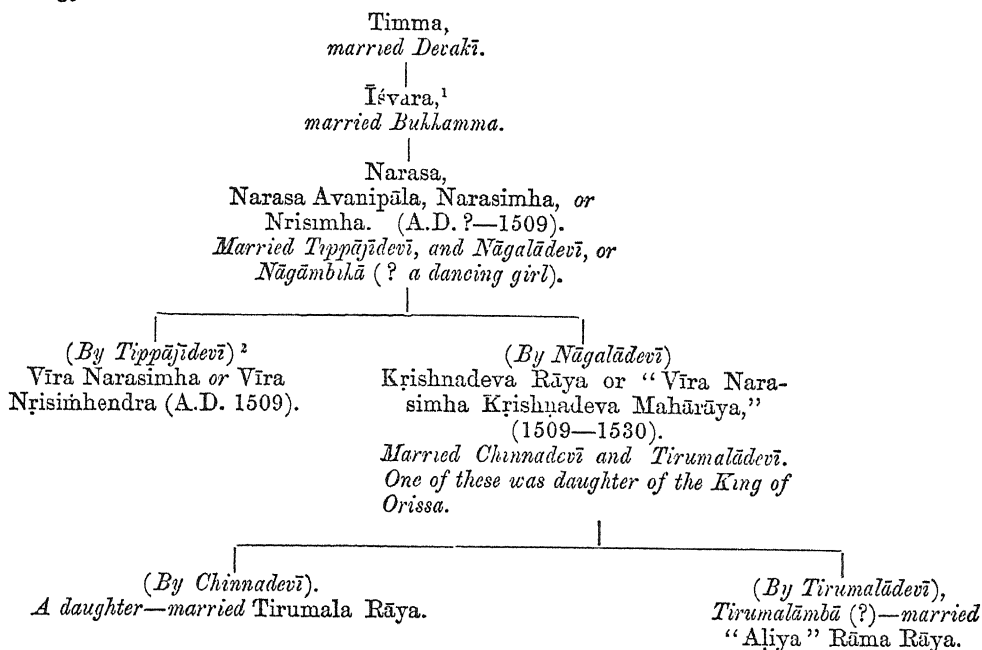 Timma,
married Devakī.
Īśvara,¹
married Bukkamma.
Narasa,
Narasa Avanipāla, Narasimha, or
Nrisimha. (A.D. ?—1509).
Married Tippājīdevī, and Nāgalādevī, or
Nāgāmbikā (? a dancing girl).
(By Tippājīdevī) ²
Vīra Narasimha or Vīra
Nṛisiṁhendra (A.D. 1509).
(By Nāgalādevī)
Kṛishnadeva Rāya or “Vīra Nara-
simha Kṛishṇadeva Mahārāya,”
(1509—1530).
Married Chinnadevī and Tirumalādevī.
One of these was daughter of the King of
Orissa.
(By Chinnadevī).
A daughter—married Tirumala Rāya.
(By Tirumalādevī),
Tirumalāmbā (?)—married
“Aḷiya” Rāma Rāya.